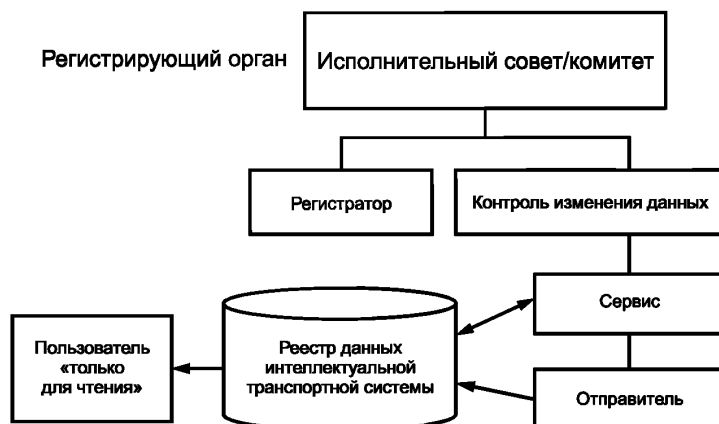 Регистрирующий орган
Исполнительный совет/комитет
Регистратор
Контроль изменения данных
Сервис
Пользователь
«только
для чтения»
Реестр данных
интеллектуальной
транспортной системы
Отправитель